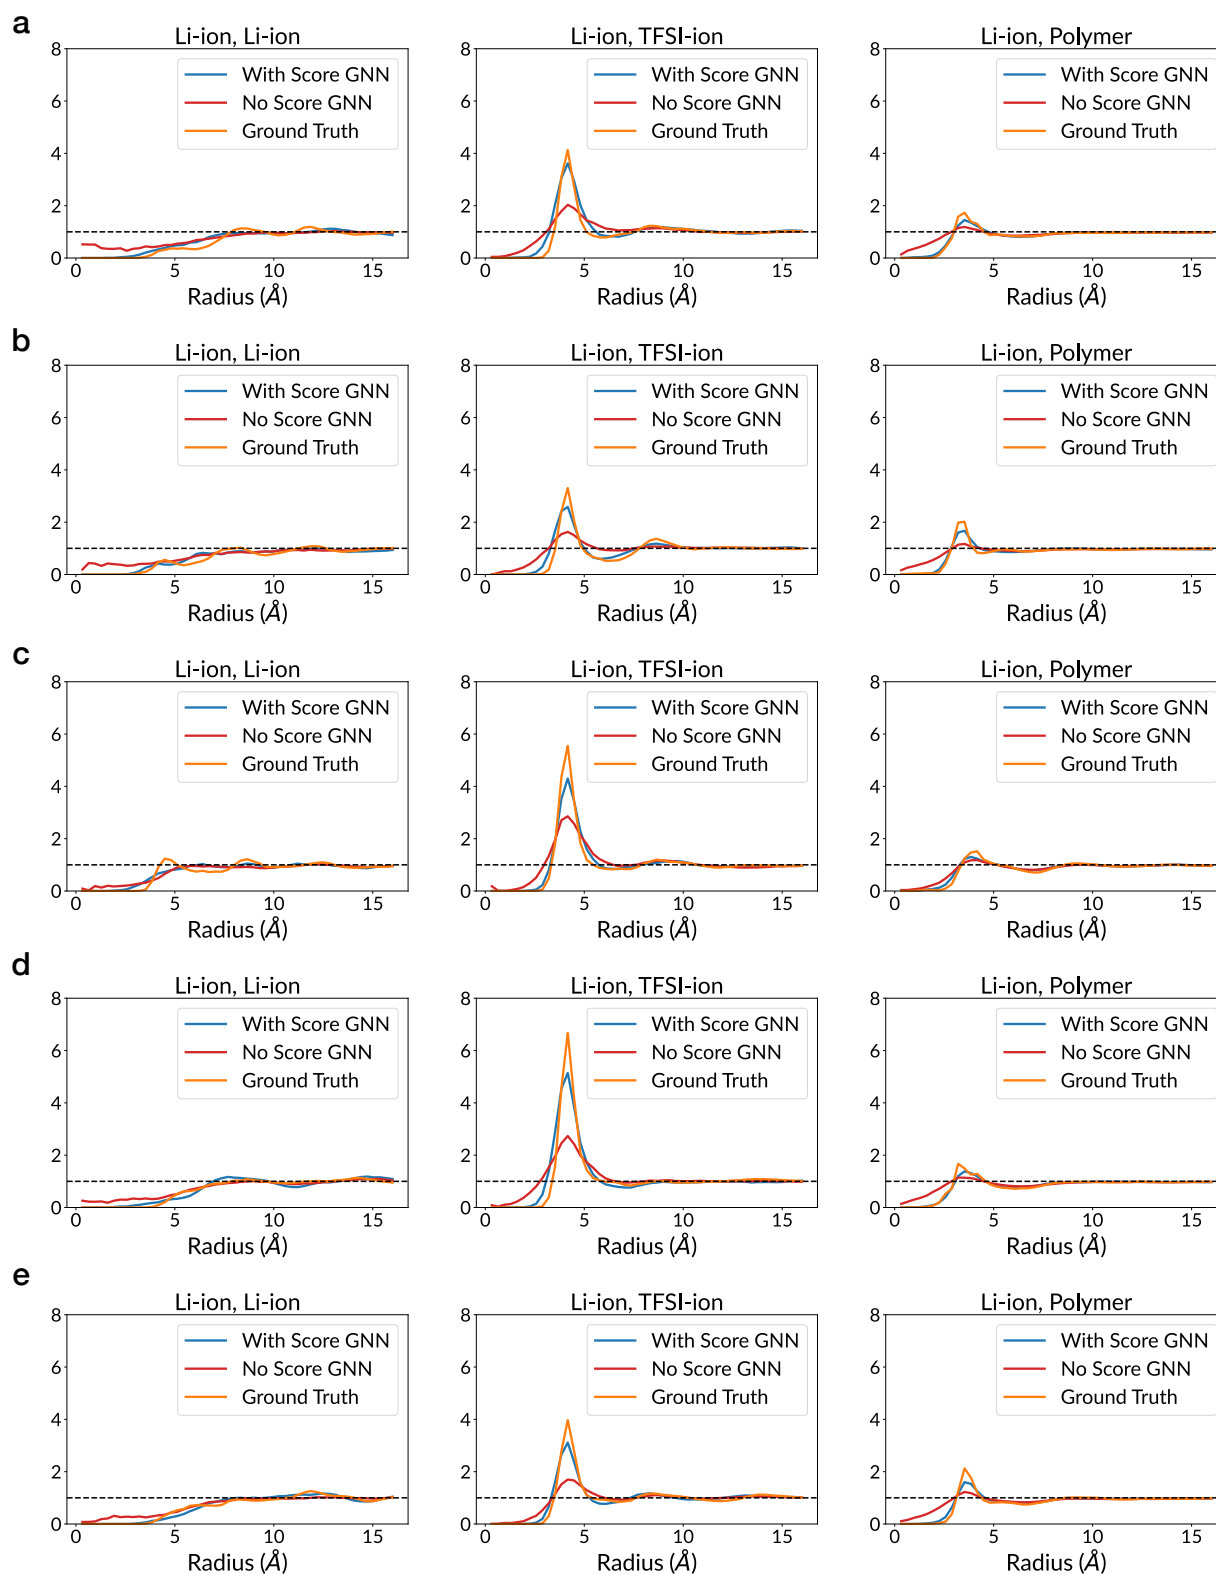 a
Li-ion, Li-ion
Li-ion, TFSI-ion
Li-ion, Polymer
8
6
4
2
0
With Score GNN
No Score GNN
Ground Truth
0 5 10 15
Radius (Å)
8
6
4
2
0
With Score GNN
No Score GNN
Ground Truth
0 5 10 15
Radius (Å)
8
6
4
2
0
With Score GNN
No Score GNN
Ground Truth
0 5 10 15
Radius (Å)
b
Li-ion, Li-ion
Li-ion, TFSI-ion
Li-ion, Polymer
8
6
4
2
0
With Score GNN
No Score GNN
Ground Truth
0 5 10 15
Radius (Å)
8
6
4
2
0
With Score GNN
No Score GNN
Ground Truth
0 5 10 15
Radius (Å)
8
6
4
2
0
With Score GNN
No Score GNN
Ground Truth
0 5 10 15
Radius (Å)
c
Li-ion, Li-ion
Li-ion, TFSI-ion
Li-ion, Polymer
8
6
4
2
0
With Score GNN
No Score GNN
Ground Truth
0 5 10 15
Radius (Å)
8
6
4
2
0
With Score GNN
No Score GNN
Ground Truth
0 5 10 15
Radius (Å)
8
6
4
2
0
With Score GNN
No Score GNN
Ground Truth
0 5 10 15
Radius (Å)
d
Li-ion, Li-ion
Li-ion, TFSI-ion
Li-ion, Polymer
8
6
4
2
0
With Score GNN
No Score GNN
Ground Truth
0 5 10 15
Radius (Å)
8
6
4
2
0
With Score GNN
No Score GNN
Ground Truth
0 5 10 15
Radius (Å)
8
6
4
2
0
With Score GNN
No Score GNN
Ground Truth
0 5 10 15
Radius (Å)
e
Li-ion, Li-ion
Li-ion, TFSI-ion
Li-ion, Polymer
8
6
4
2
0
With Score GNN
No Score GNN
Ground Truth
0 5 10 15
Radius (Å)
8
6
4
2
0
With Score GNN
No Score GNN
Ground Truth
0 5 10 15
Radius (Å)
8
6
4
2
0
With Score GNN
No Score GNN
Ground Truth
0 5 10 15
Radius (Å)